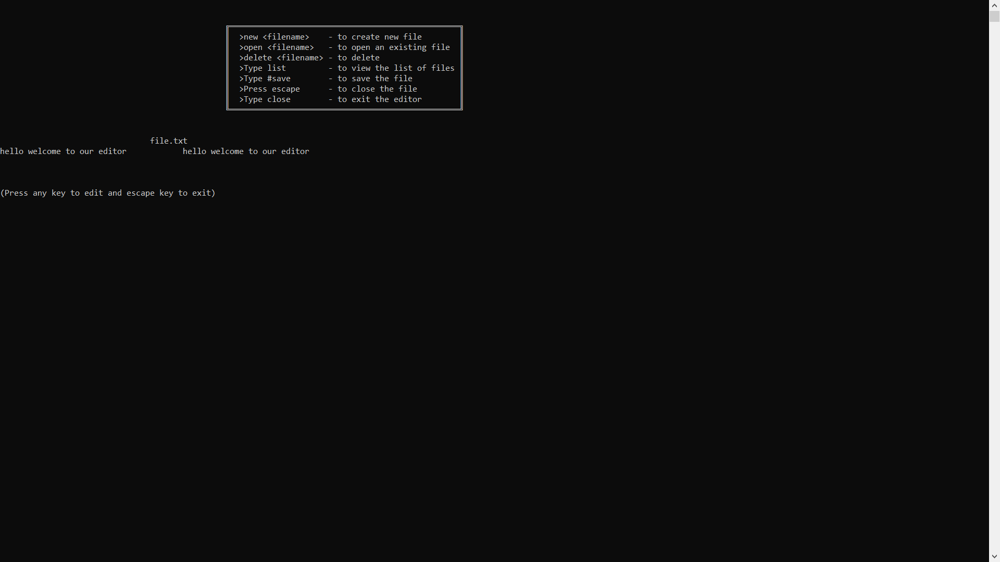 >new <filename>    - to create new file
>open <filename>   - to open an existing file
>delete <filename> - to delete
>Type list         - to view the list of files
>Type #save        - to save the file
>Press escape      - to close the file
>Type close        - to exit the editor
file.txt
hello welcome to our editor            hello welcome to our editor
(Press any key to edit and escape key to exit)